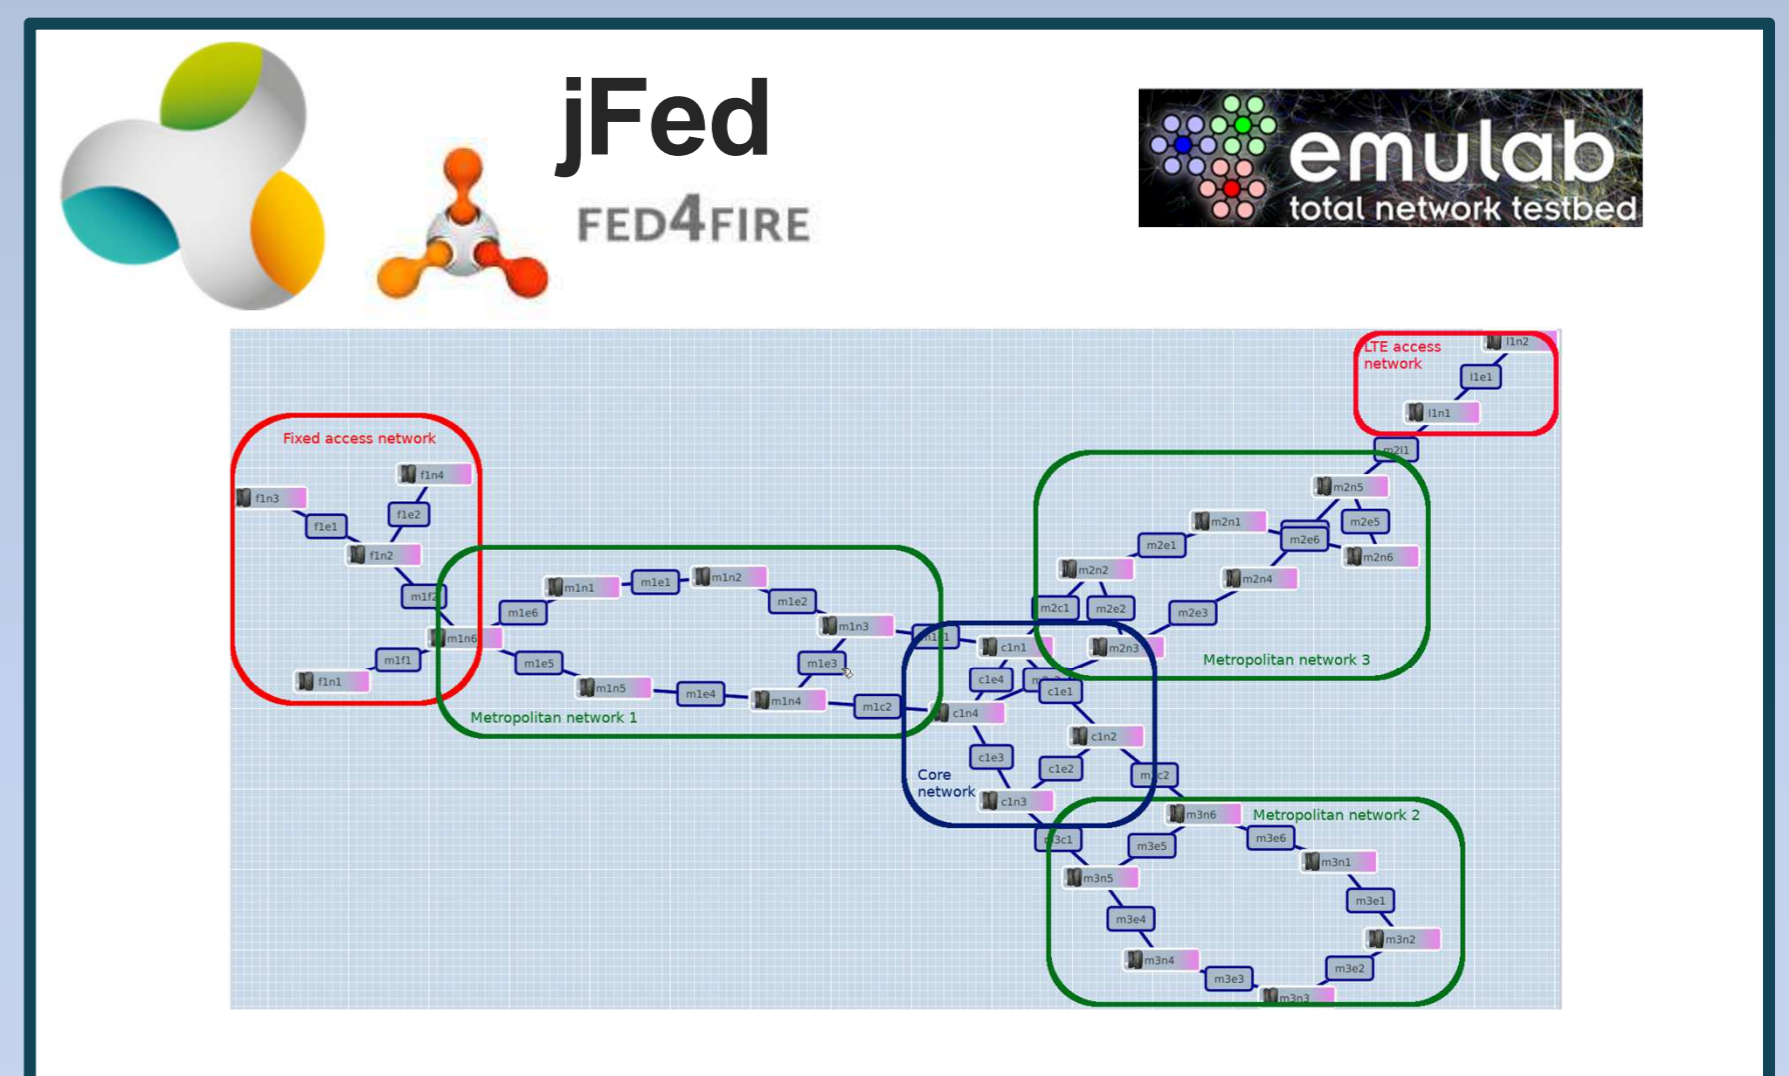 jFed
FED4FIRE
emulab
total network testbed
LTE access
network
l1n2
l1e1
l1n1
m2l1
Fixed access network
f1n4
f1n3
f1e2
f1e1
f1n2
m1f2
m1n6
m1f1
f1n1
m1n1
m1e1
m1n2
m1e6
m1e2
m1n3
m1e5
m1e3
m1n5
m1e4
m1n4
m1c2
Metropolitan network 1
m2n5
m2n1
m2e5
m2e1
m2e6
m2n6
m2n2
m2n4
m2c1
m2e2
m2e3
m2n3
Metropolitan network 3
c1n1
c1e4
c1e1
c1n4
c1n2
c1e3
c1e2
Core
network
c1n3
m3n6
Metropolitan network 2
m3c1
m3e5
m3e6
m3n1
m3n5
m3e1
m3e4
m3n2
m3n4
m3e2
m3e3
m3n3